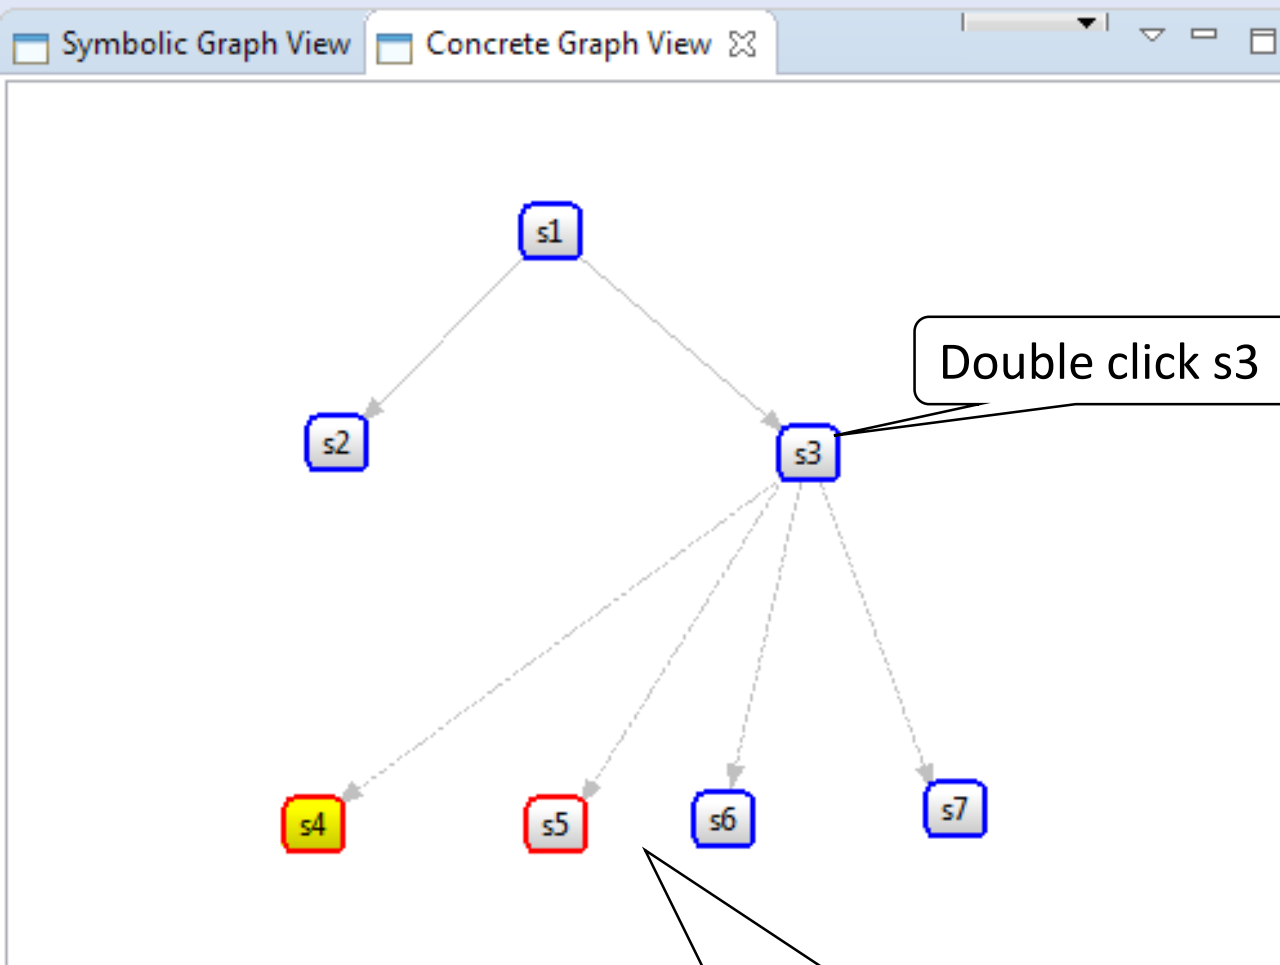 Symbolic Graph View
Concrete Graph View
s1
Double click s3
s2
s3
s4
s5
s6
s7